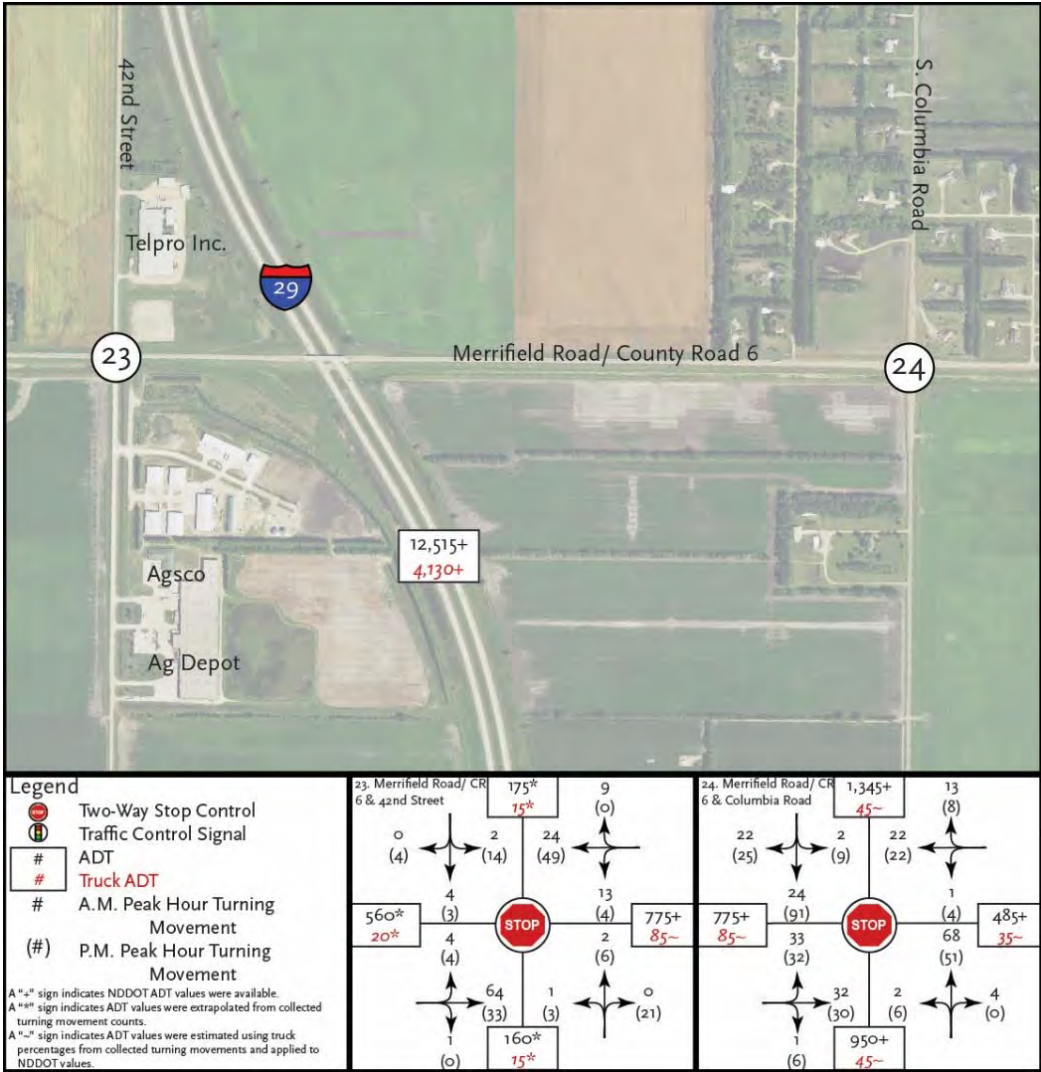 42nd Street
S. Columbia Road
Telpro Inc.
29
Merrifield Road/ County Road 6
23
24
12,515+
4,130+
Agsco
Ag Depot
Legend
STOP
Two-Way Stop Control
Traffic Control Signal
# ADT
# Truck ADT
# A.M. Peak Hour Turning
Movement
(#) P.M. Peak Hour Turning
Movement
A "+" sign indicates NDDOT ADT values were available.
A "*" sign indicates ADT values were extrapolated from collected
turning movement counts.
A "~" sign indicates ADT values were estimated using truck
percentages from collected turning movements and applied to
NDDOT values.
23. Merrifield Road/ CR
6 & 42nd Street
175*
15*
9
(0)
0
(4)
2
(14)
24
(49)
4
(3)
13
(4)
560*
20*
STOP
775+
85~
4
(4)
2
(6)
64
(33)
1
(3)
0
(21)
1
(0)
160*
15*
24. Merrifield Road/ CR
6 & Columbia Road
1,345+
45~
13
(8)
22
(25)
2
(9)
22
(22)
24
(91)
1
(4)
775+
85~
STOP
485+
35~
33
(32)
68
(51)
32
(30)
2
(6)
4
(0)
1
(6)
950+
45~